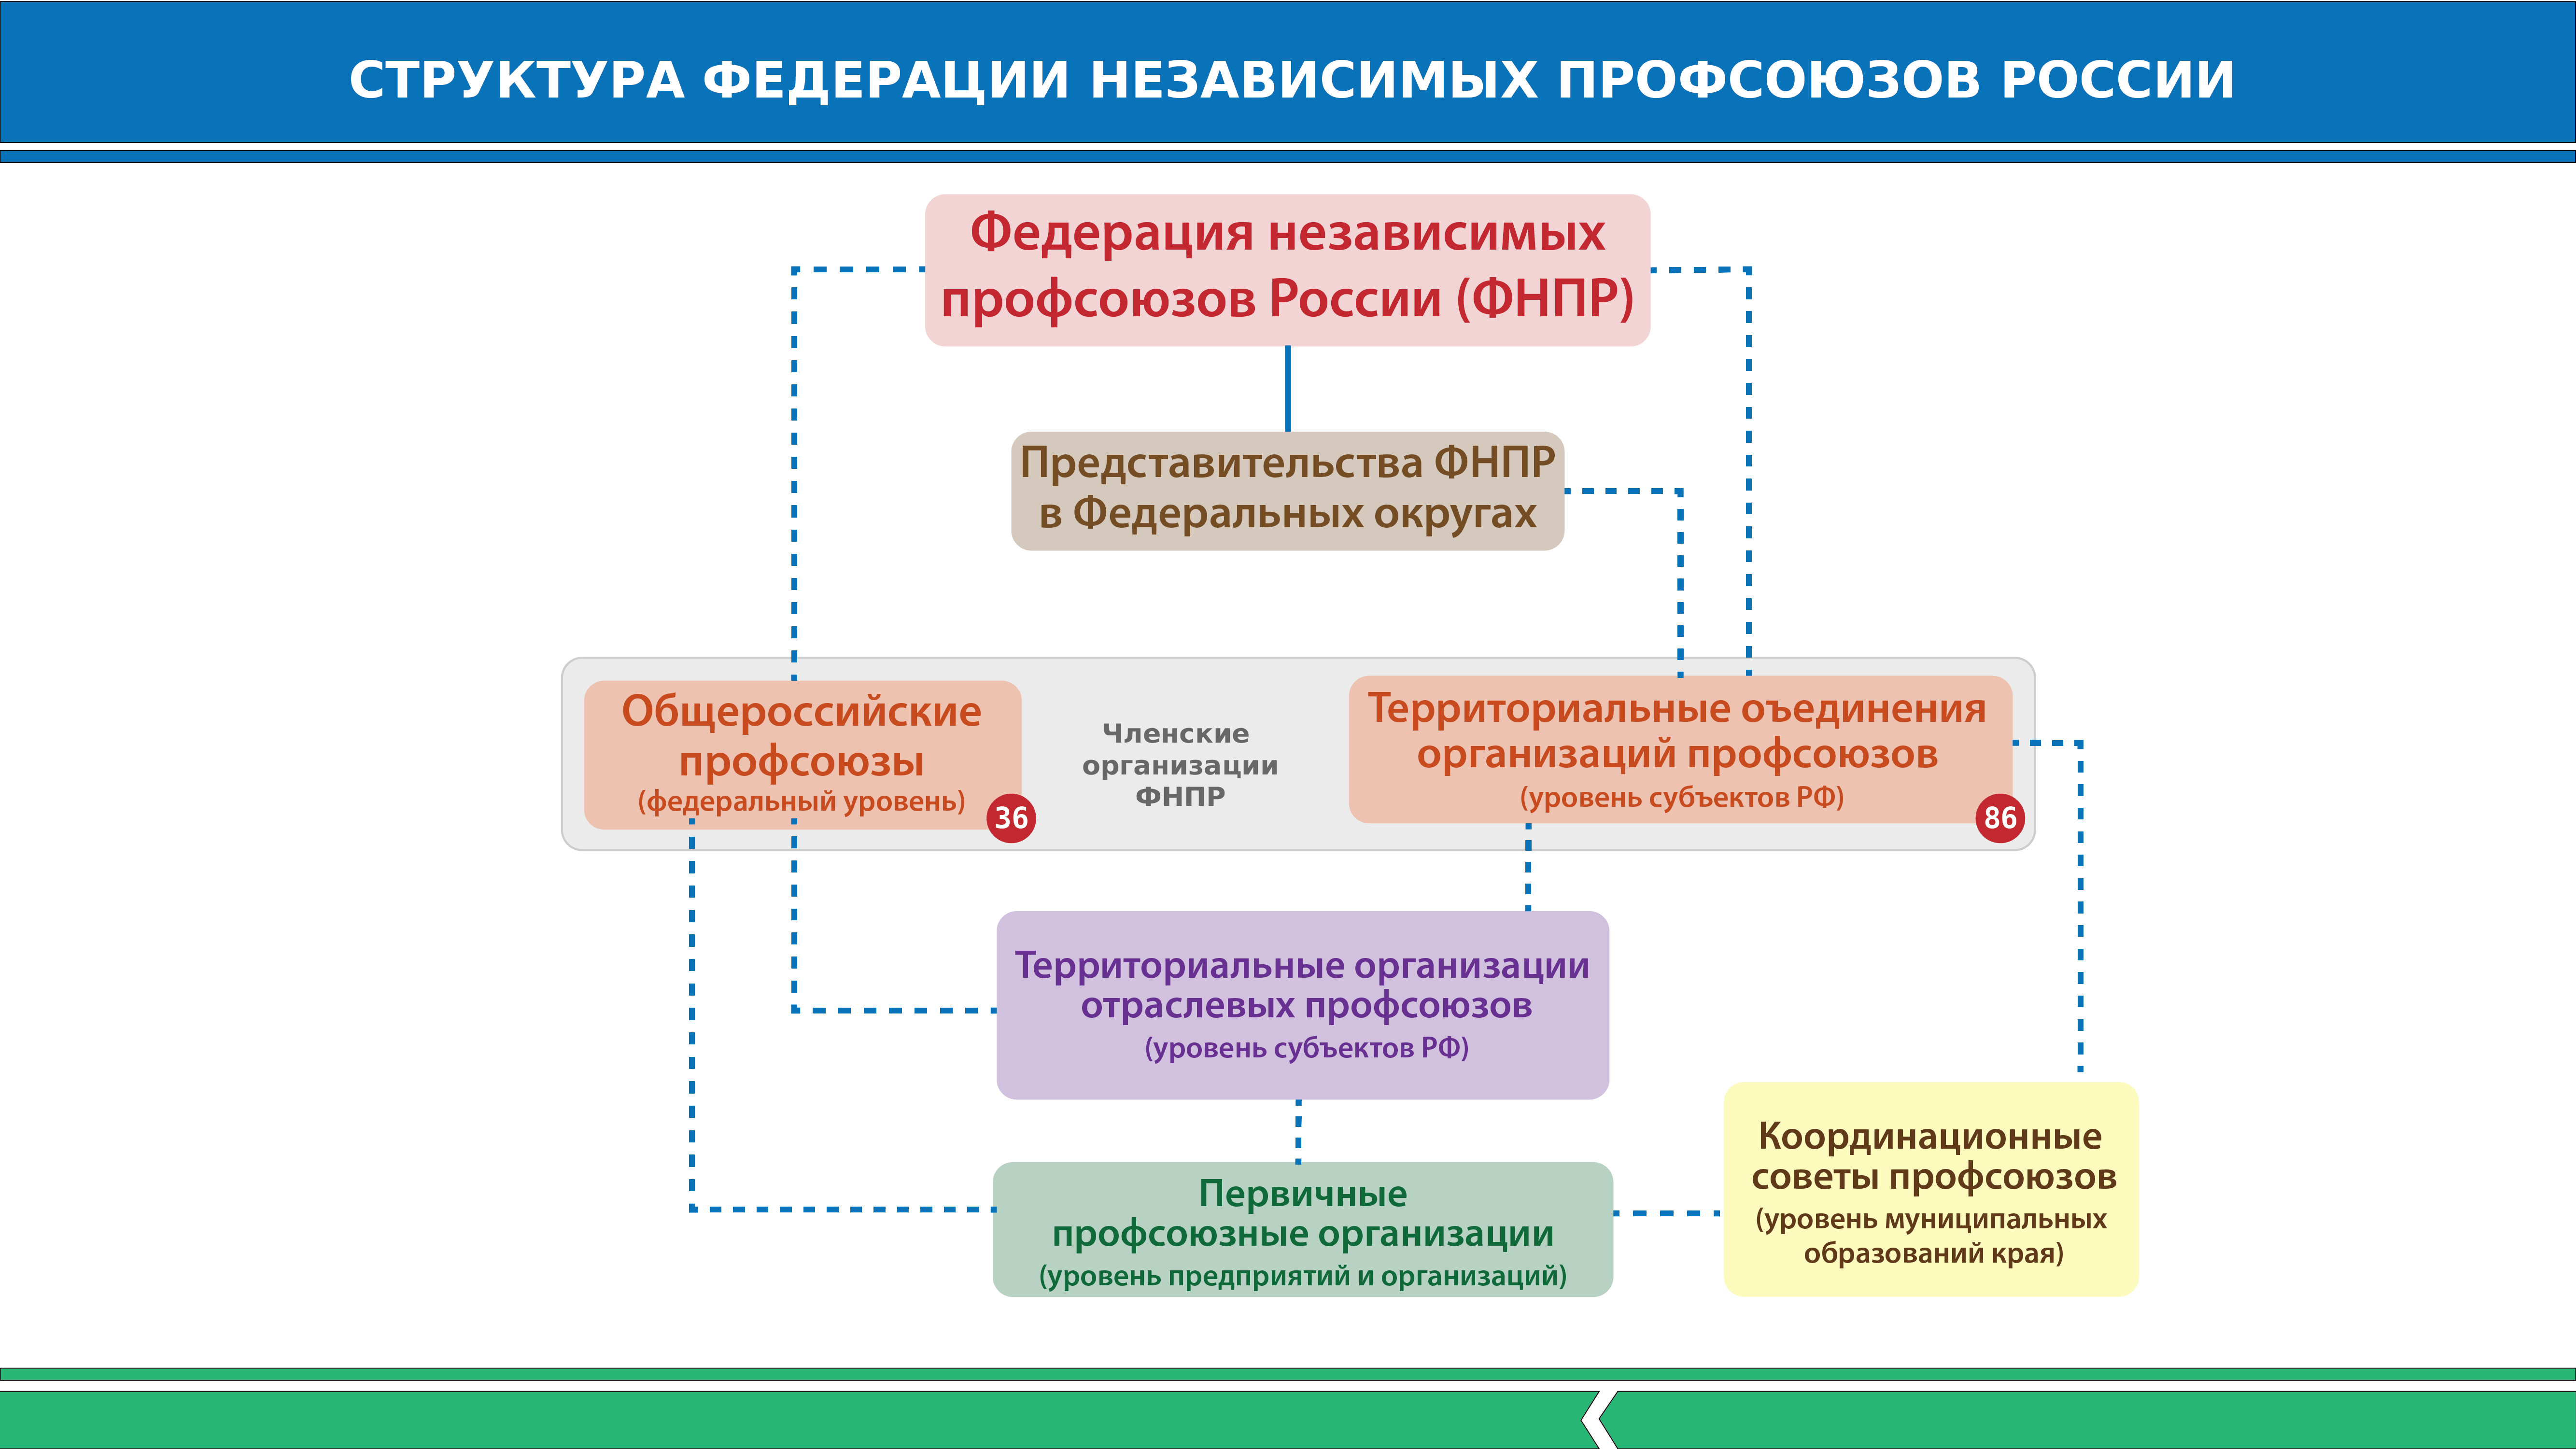 СТРУКТУРА ФЕДЕРАЦИИ НЕЗАВИСИМЫХ ПРОФСОЮЗОВ РОССИИ
Федерация независимых
профсоюзов России (ФНПР)
Представительства ФНПР
в Федеральных округах
Общероссийские
профсоюзы
(федеральный уровень)
36
Членские
организации
ФНПР
Территориальные оъединения
организаций профсоюзов
(уровень субъектов РФ)
86
Территориальные организации
отраслевых профсоюзов
(уровень субъектов РФ)
Первичные
профсоюзные организации
(уровень предприятий и организаций)
Координационные
советы профсоюзов
(уровень муниципальных
образований края)